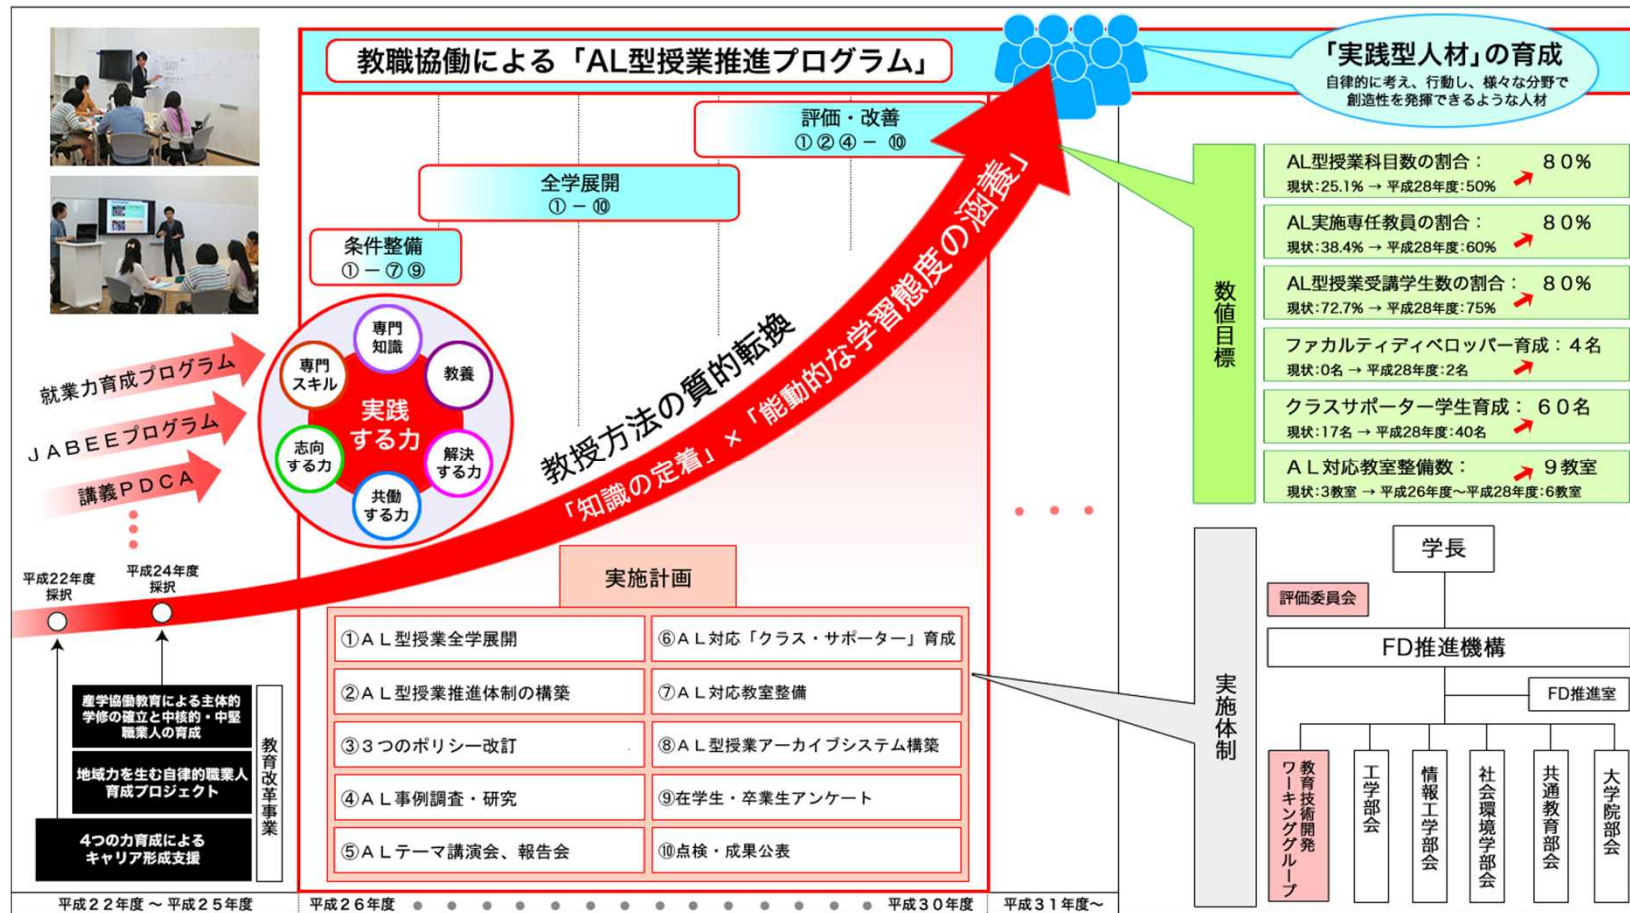 教職協働による「AL型授業推進プログラム」
「実践型人材」の育成
自律的に考え、行動し、様々な分野で
創造性を発揮できるような人材
評価・改善
①②④－⑩
全学展開
①－⑩
条件整備
①－⑦⑨
専門
知識
専門
スキル
教養
実践
する力
志向
する力
解決
する力
共働
する力
就業力育成プログラム
ＪＡＢＥＥプログラム
講義ＰＤＣＡ
教授方法の質的転換
「知識の定着」×「能動的な学習態度の涵養」
平成22年度
採択
平成24年度
採択
産学協働教育による主体的
学修の確立と中核的・中堅
職業人の育成
地域力を生む自律的職業人
育成プロジェクト
4つの力育成による
キャリア形成支援
教育改革事業
実施計画
①ＡＬ型授業全学展開
②ＡＬ型授業推進体制の構築
③３つのポリシー改訂
④ＡＬ事例調査・研究
⑤ＡＬテーマ講演会、報告会
⑥ＡＬ対応「クラス・サポーター」育成
⑦ＡＬ対応教室整備
⑧ＡＬ型授業アーカイブシステム構築
⑨在学生・卒業生アンケート
⑩点検・成果公表
数値目標
AL型授業科目数の割合：　８０％
現状：25.1% → 平成28年度：50%
AL実施専任教員の割合：　８０％
現状：38.4% → 平成28年度：60%
AL型授業受講学生数の割合：　８０％
現状：72.7% → 平成28年度：75%
ファカルティディベロッパー育成：４名
現状：0名 → 平成28年度：2名
クラスサポーター学生育成：６０名
現状：17名 → 平成28年度：40名
ＡＬ対応教室整備数：　９教室
現状：3教室 → 平成26年度～平成28年度：6教室
実施体制
学長
評価委員会
FD推進機構
FD推進室
教育技術開発
ワーキンググループ
工学部会
情報工学部会
社会環境学部会
共通教育部会
大学院部会
平成２２年度 ～ 平成２５年度
平成２６年度
平成３０年度
平成３１年度～